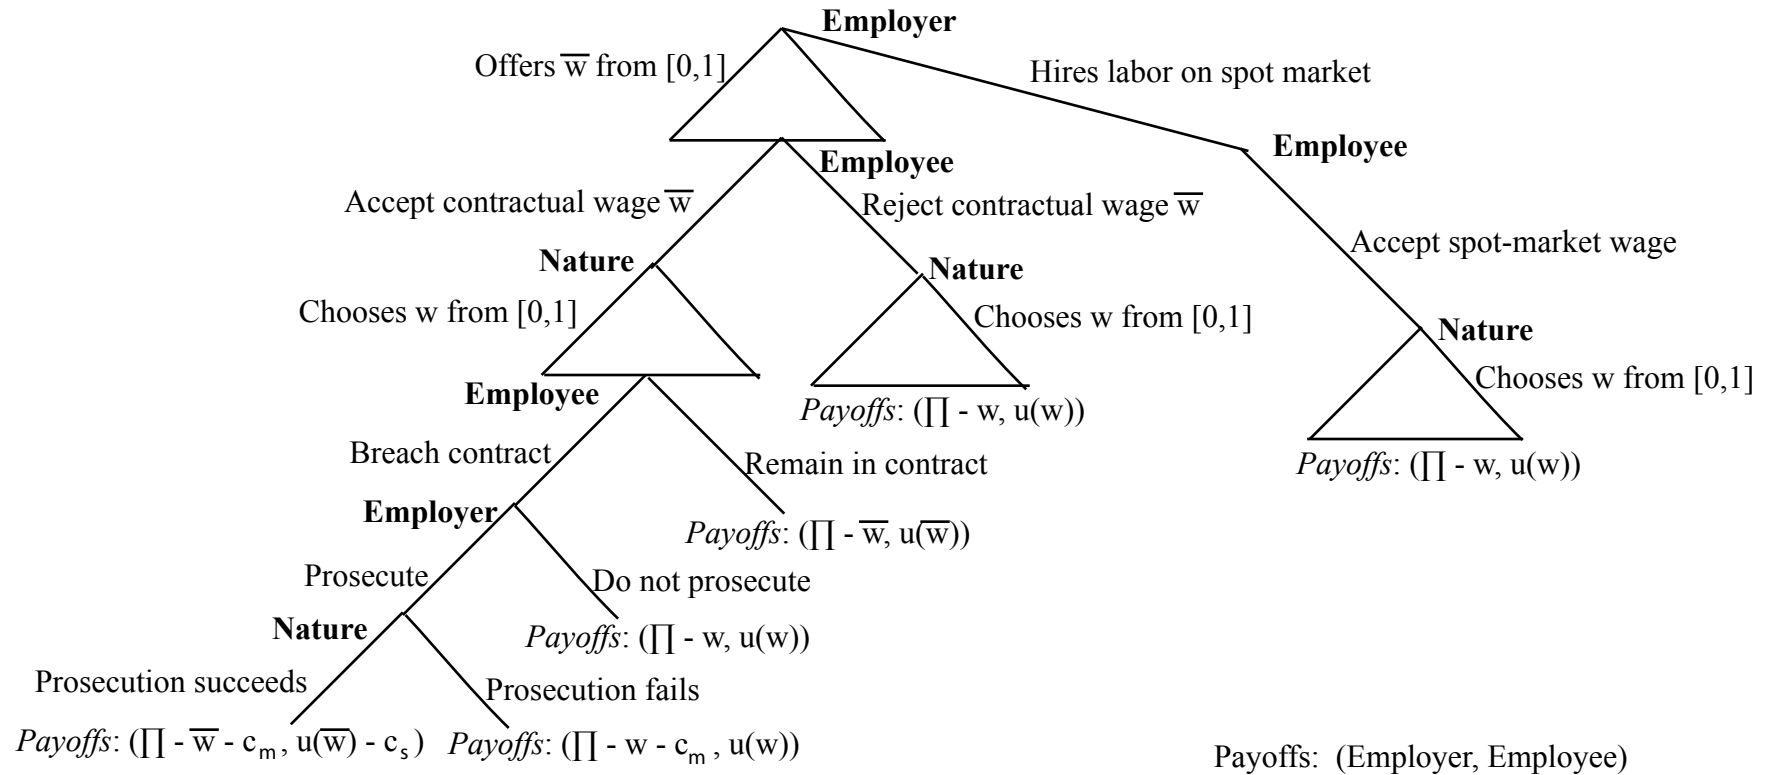 Employer
Offers w̅ from [0,1]
Hires labor on spot market
Employee
Employee
Accept contractual wage w̅
Reject contractual wage w̅
Accept spot-market wage
Nature
Nature
Chooses w from [0,1]
Chooses w from [0,1]
Nature
Chooses w from [0,1]
Employee
Payoffs: (∏ - w, u(w))
Breach contract
Remain in contract
Payoffs: (∏ - w, u(w))
Employer
Payoffs: (∏ - w̅, u(w̅))
Prosecute
Do not prosecute
Nature
Payoffs: (∏ - w, u(w))
Prosecution succeeds
Prosecution fails
Payoffs: (∏ - w̅ - cₘ, u(w̅) - cₛ)
Payoffs: (∏ - w - cₘ, u(w))
Payoffs: (Employer, Employee)